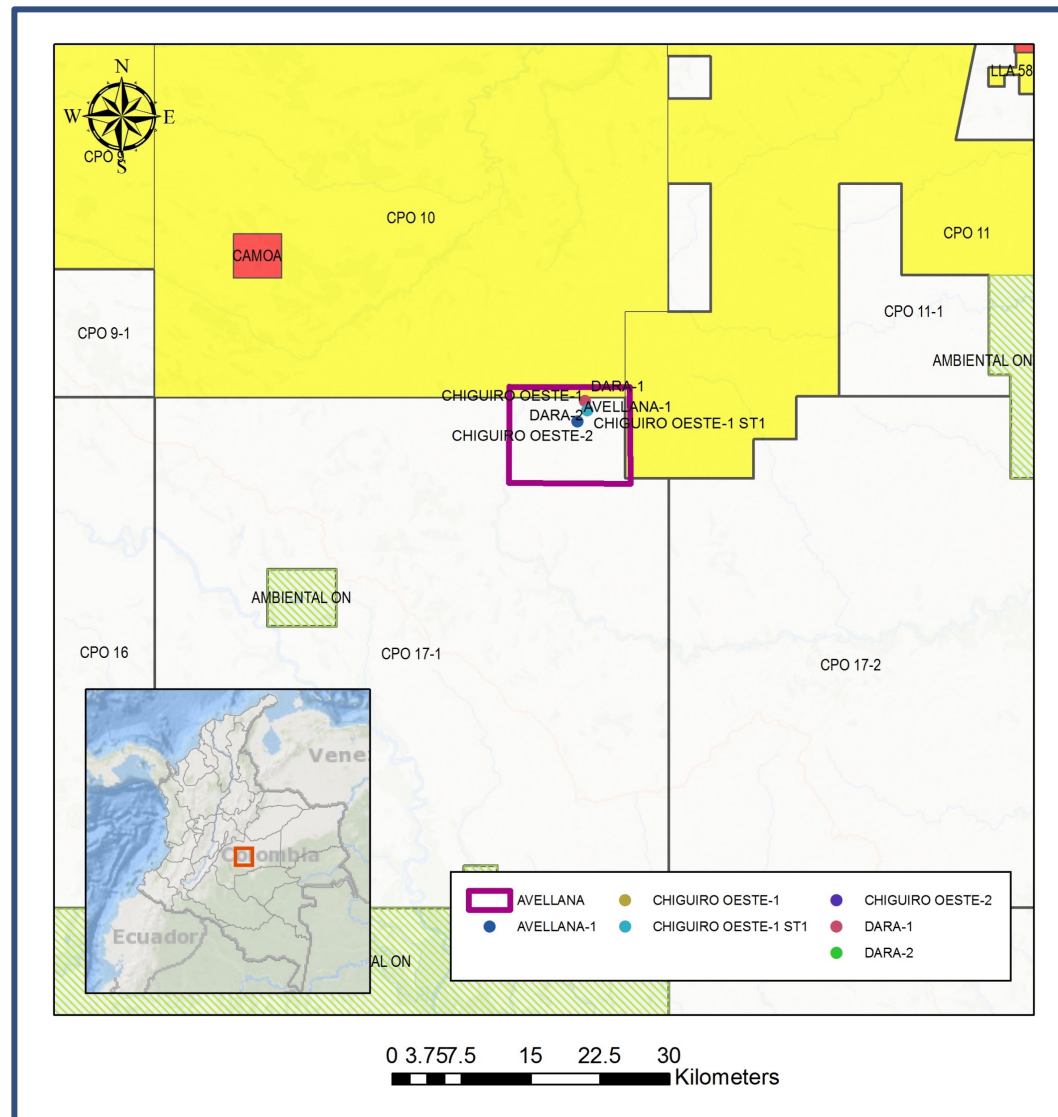 N
W E
S
CPO 9
LLA 58
CPO 10
CPO 11
CAMOA
CPO 11-1
CPO 9-1
AMBIENTAL ON
DARA-1
CHIGUIRO OESTE-1
AVELLANA-1
DARA-2
CHIGUIRO OESTE-1 ST1
CHIGUIRO OESTE-2
AMBIENTAL ON
CPO 16
CPO 17-1
CPO 17-2
Colombia
Ecuador
AL ON
AVELLANA
CHIGUIRO OESTE-1
CHIGUIRO OESTE-2
AVELLANA-1
CHIGUIRO OESTE-1 ST1
DARA-1
DARA-2
0 3.75 7.5 15 22.5 30
Kilometers